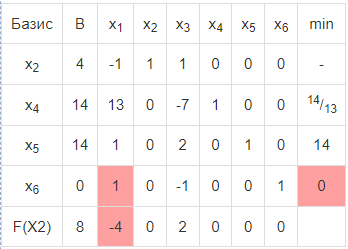 Базис B x1 x2 x3 x4 x5 x6 min
x2 4 -1 1 1 0 0 0 -
x4 14 13 0 -7 1 0 0 14/13
x5 14 1 0 2 0 1 0 14
x6 0 1 0 -1 0 0 1 0
F(X2) 8 -4 0 2 0 0 0